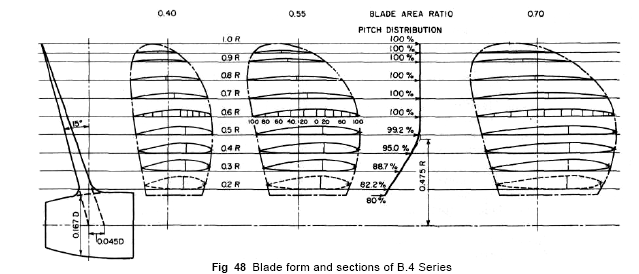 0.40 0.55 BLADE AREA RATIO 0.70
PITCH DISTRIBUTION
1.0 R 100 %
100 %
0.9 R 100 %
0.8 R 100 %
0.7 R 100 %
0.6 R 100 %
100 80 60 40 20 0 20 60 100
15°
0.5 R 99.2 %
0.4 R 95.0 %
0.3 R 88.7 %
0.2 R 82.2 %
80 %
0.475 R
0.167 D
0.045D
Fig 48 Blade form and sections of B.4 Series